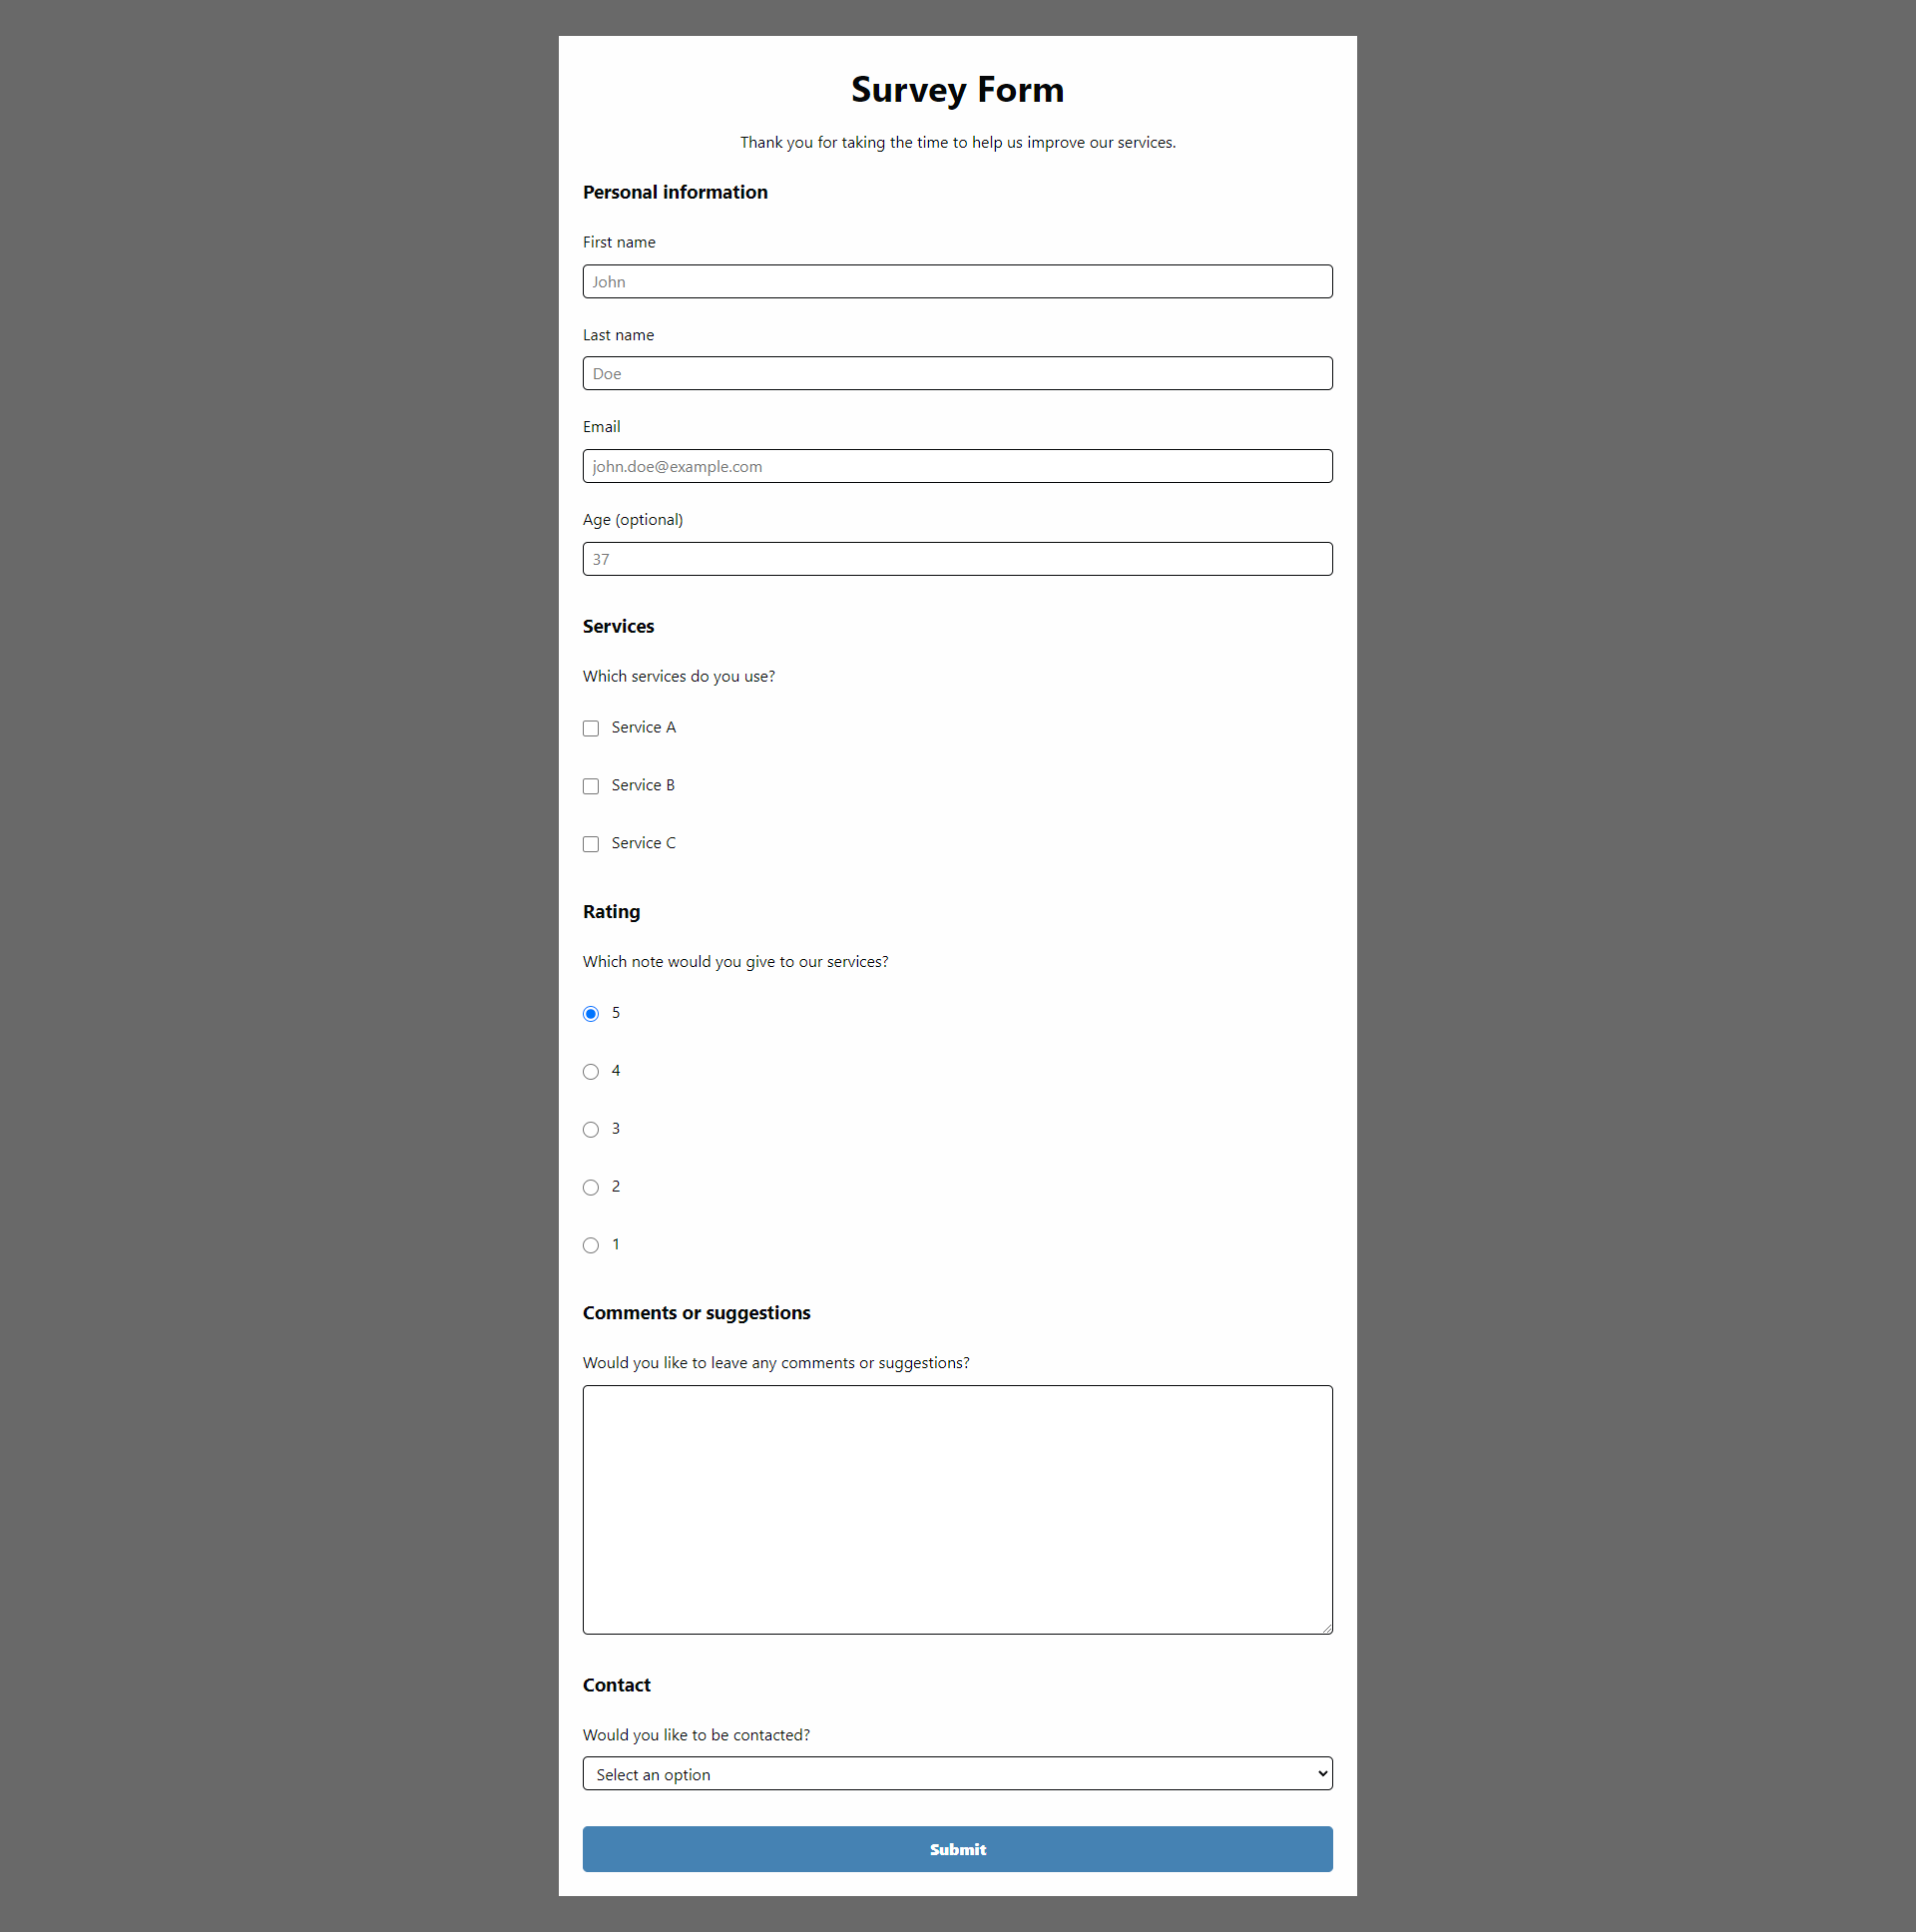 Survey Form
Thank you for taking the time to help us improve our services.
Personal information
First name
John
Last name
Doe
Email
john.doe@example.com
Age (optional)
37
Services
Which services do you use?
Service A
Service B
Service C
Rating
Which note would you give to our services?
5
4
3
2
1
Comments or suggestions
Would you like to leave any comments or suggestions?
Contact
Would you like to be contacted?
Select an option
Submit